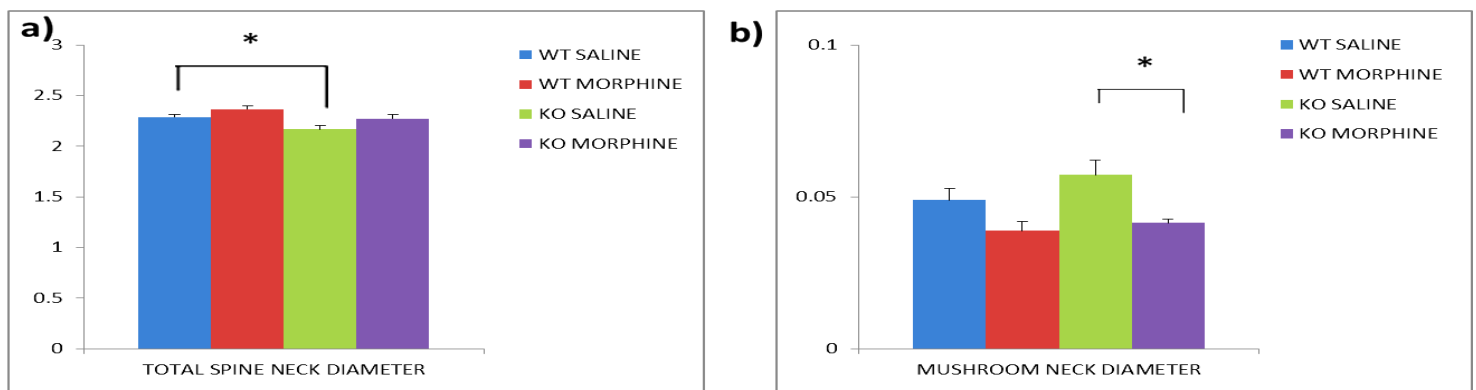 a)
3
2.5
2
1.5
1
0.5
0
*
TOTAL SPINE NECK DIAMETER
WT SALINE
WT MORPHINE
KO SALINE
KO MORPHINE
b)
0.1
0.05
0
*
MUSHROOM NECK DIAMETER
WT SALINE
WT MORPHINE
KO SALINE
KO MORPHINE